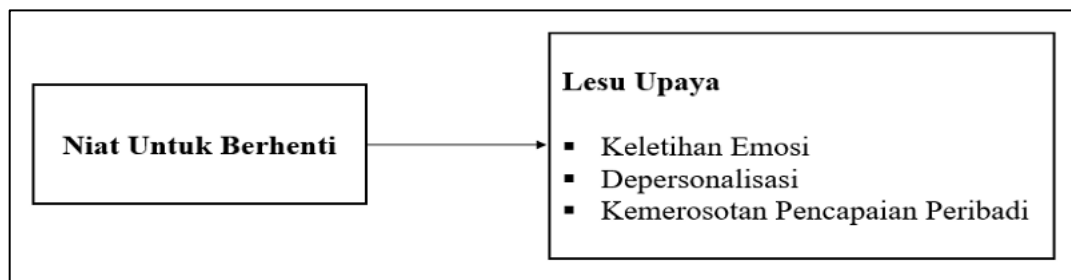 Niat Untuk Berhenti
Lesu Upaya
▪ Keletihan Emosi
▪ Depersonalisasi
▪ Kemerosotan Pencapaian Peribadi